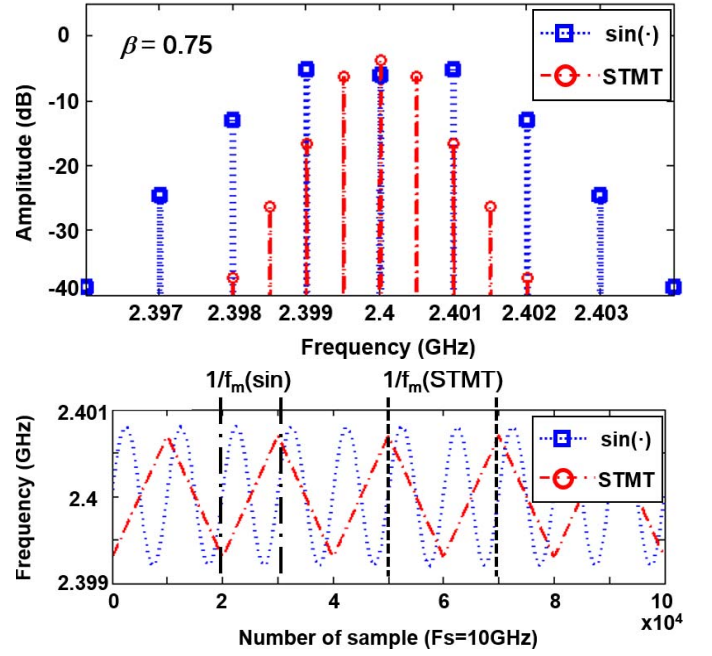 β = 0.75
sin(·)
STMT
Amplitude (dB)
0
-10
-20
-30
-40
2.397
2.398
2.399
2.4
2.401
2.402
2.403
Frequency (GHz)
1/fₘ(sin)
1/fₘ(STMT)
Frequency (GHz)
2.401
2.4
2.399
sin(·)
STMT
0
2
4
6
8
10
x10⁴
Number of sample (Fs=10GHz)